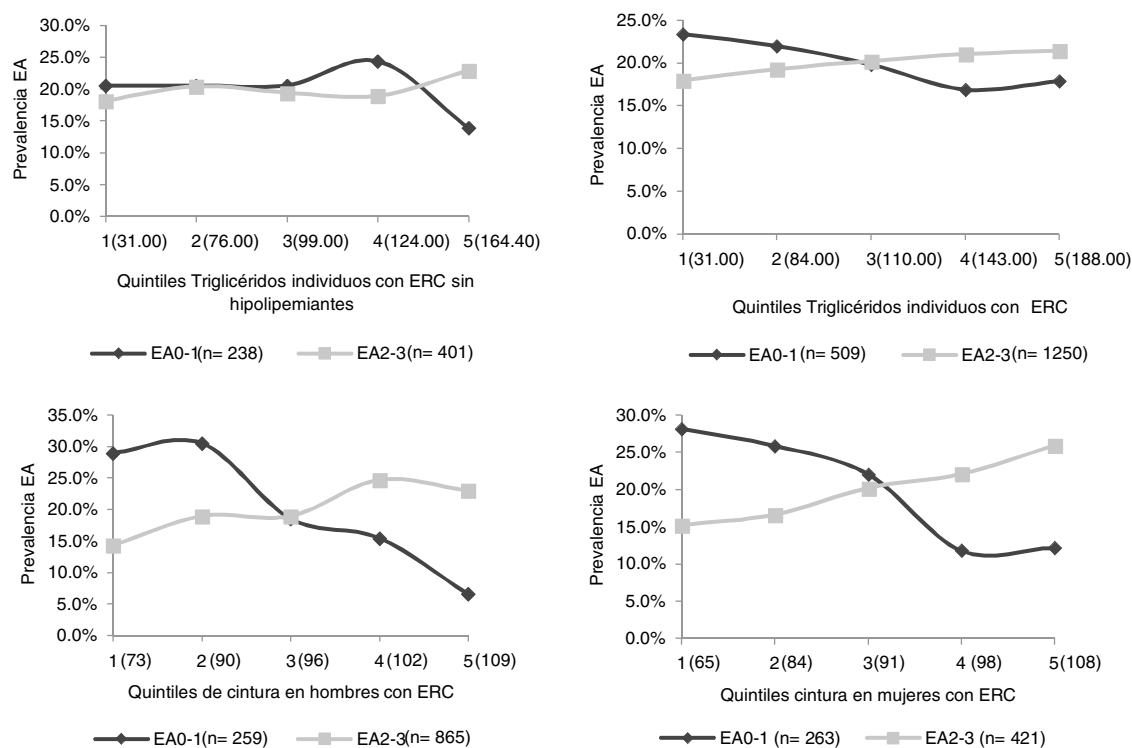 Prevalencia EA
30.0%
25.0%
20.0%
15.0%
10.0%
5.0%
0.0%
1(31.00) 2(76.00) 3(99.00) 4(124.00) 5(164.40)
Quintiles Triglicéridos individuos con ERC sin
hipolipemiantes
EA0-1(n= 238) EA2-3(n= 401)
Prevalencia EA
25.0%
20.0%
15.0%
10.0%
5.0%
0.0%
1(31.00) 2(84.00) 3(110.00) 4(143.00) 5(188.00)
Quintiles Triglicéridos individuos con ERC
EA0-1(n= 509) EA2-3(n= 1250)
Prevalencia EA
35.0%
30.0%
25.0%
20.0%
15.0%
10.0%
5.0%
0.0%
1(73) 2(90) 3(96) 4(102) 5(109)
Quintiles de cintura en hombres con ERC
EA0-1(n= 259) EA2-3(n= 865)
Prevalencia EA
30.0%
25.0%
20.0%
15.0%
10.0%
5.0%
0.0%
1(65) 2(84) 3(91) 4(98) 5(108)
Quintiles cintura en mujeres con ERC
EA0-1 (n= 263) EA2-3(n= 421)